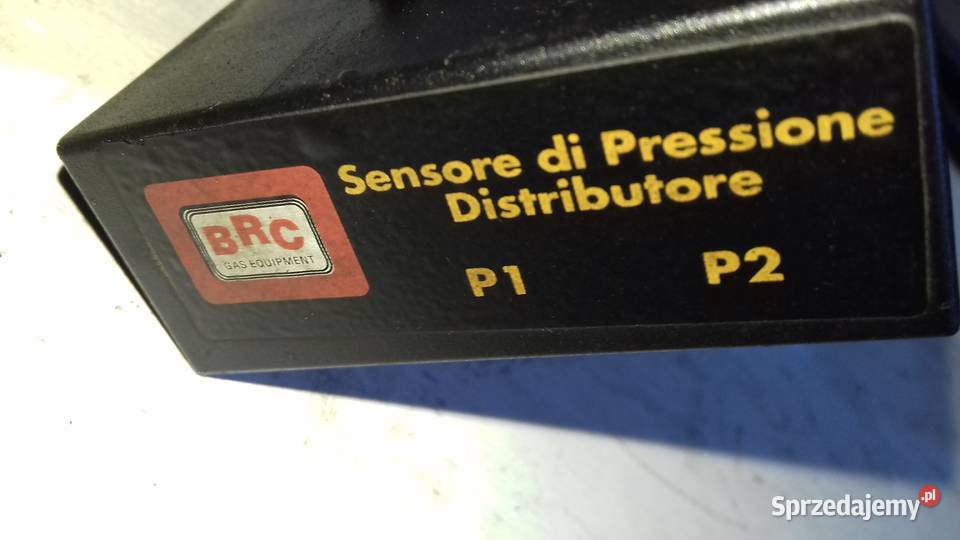 Sensore di Pressione
Distributore
BRC
GAS EQUIPMENT
P1 P2
Sprzedajemy.pl